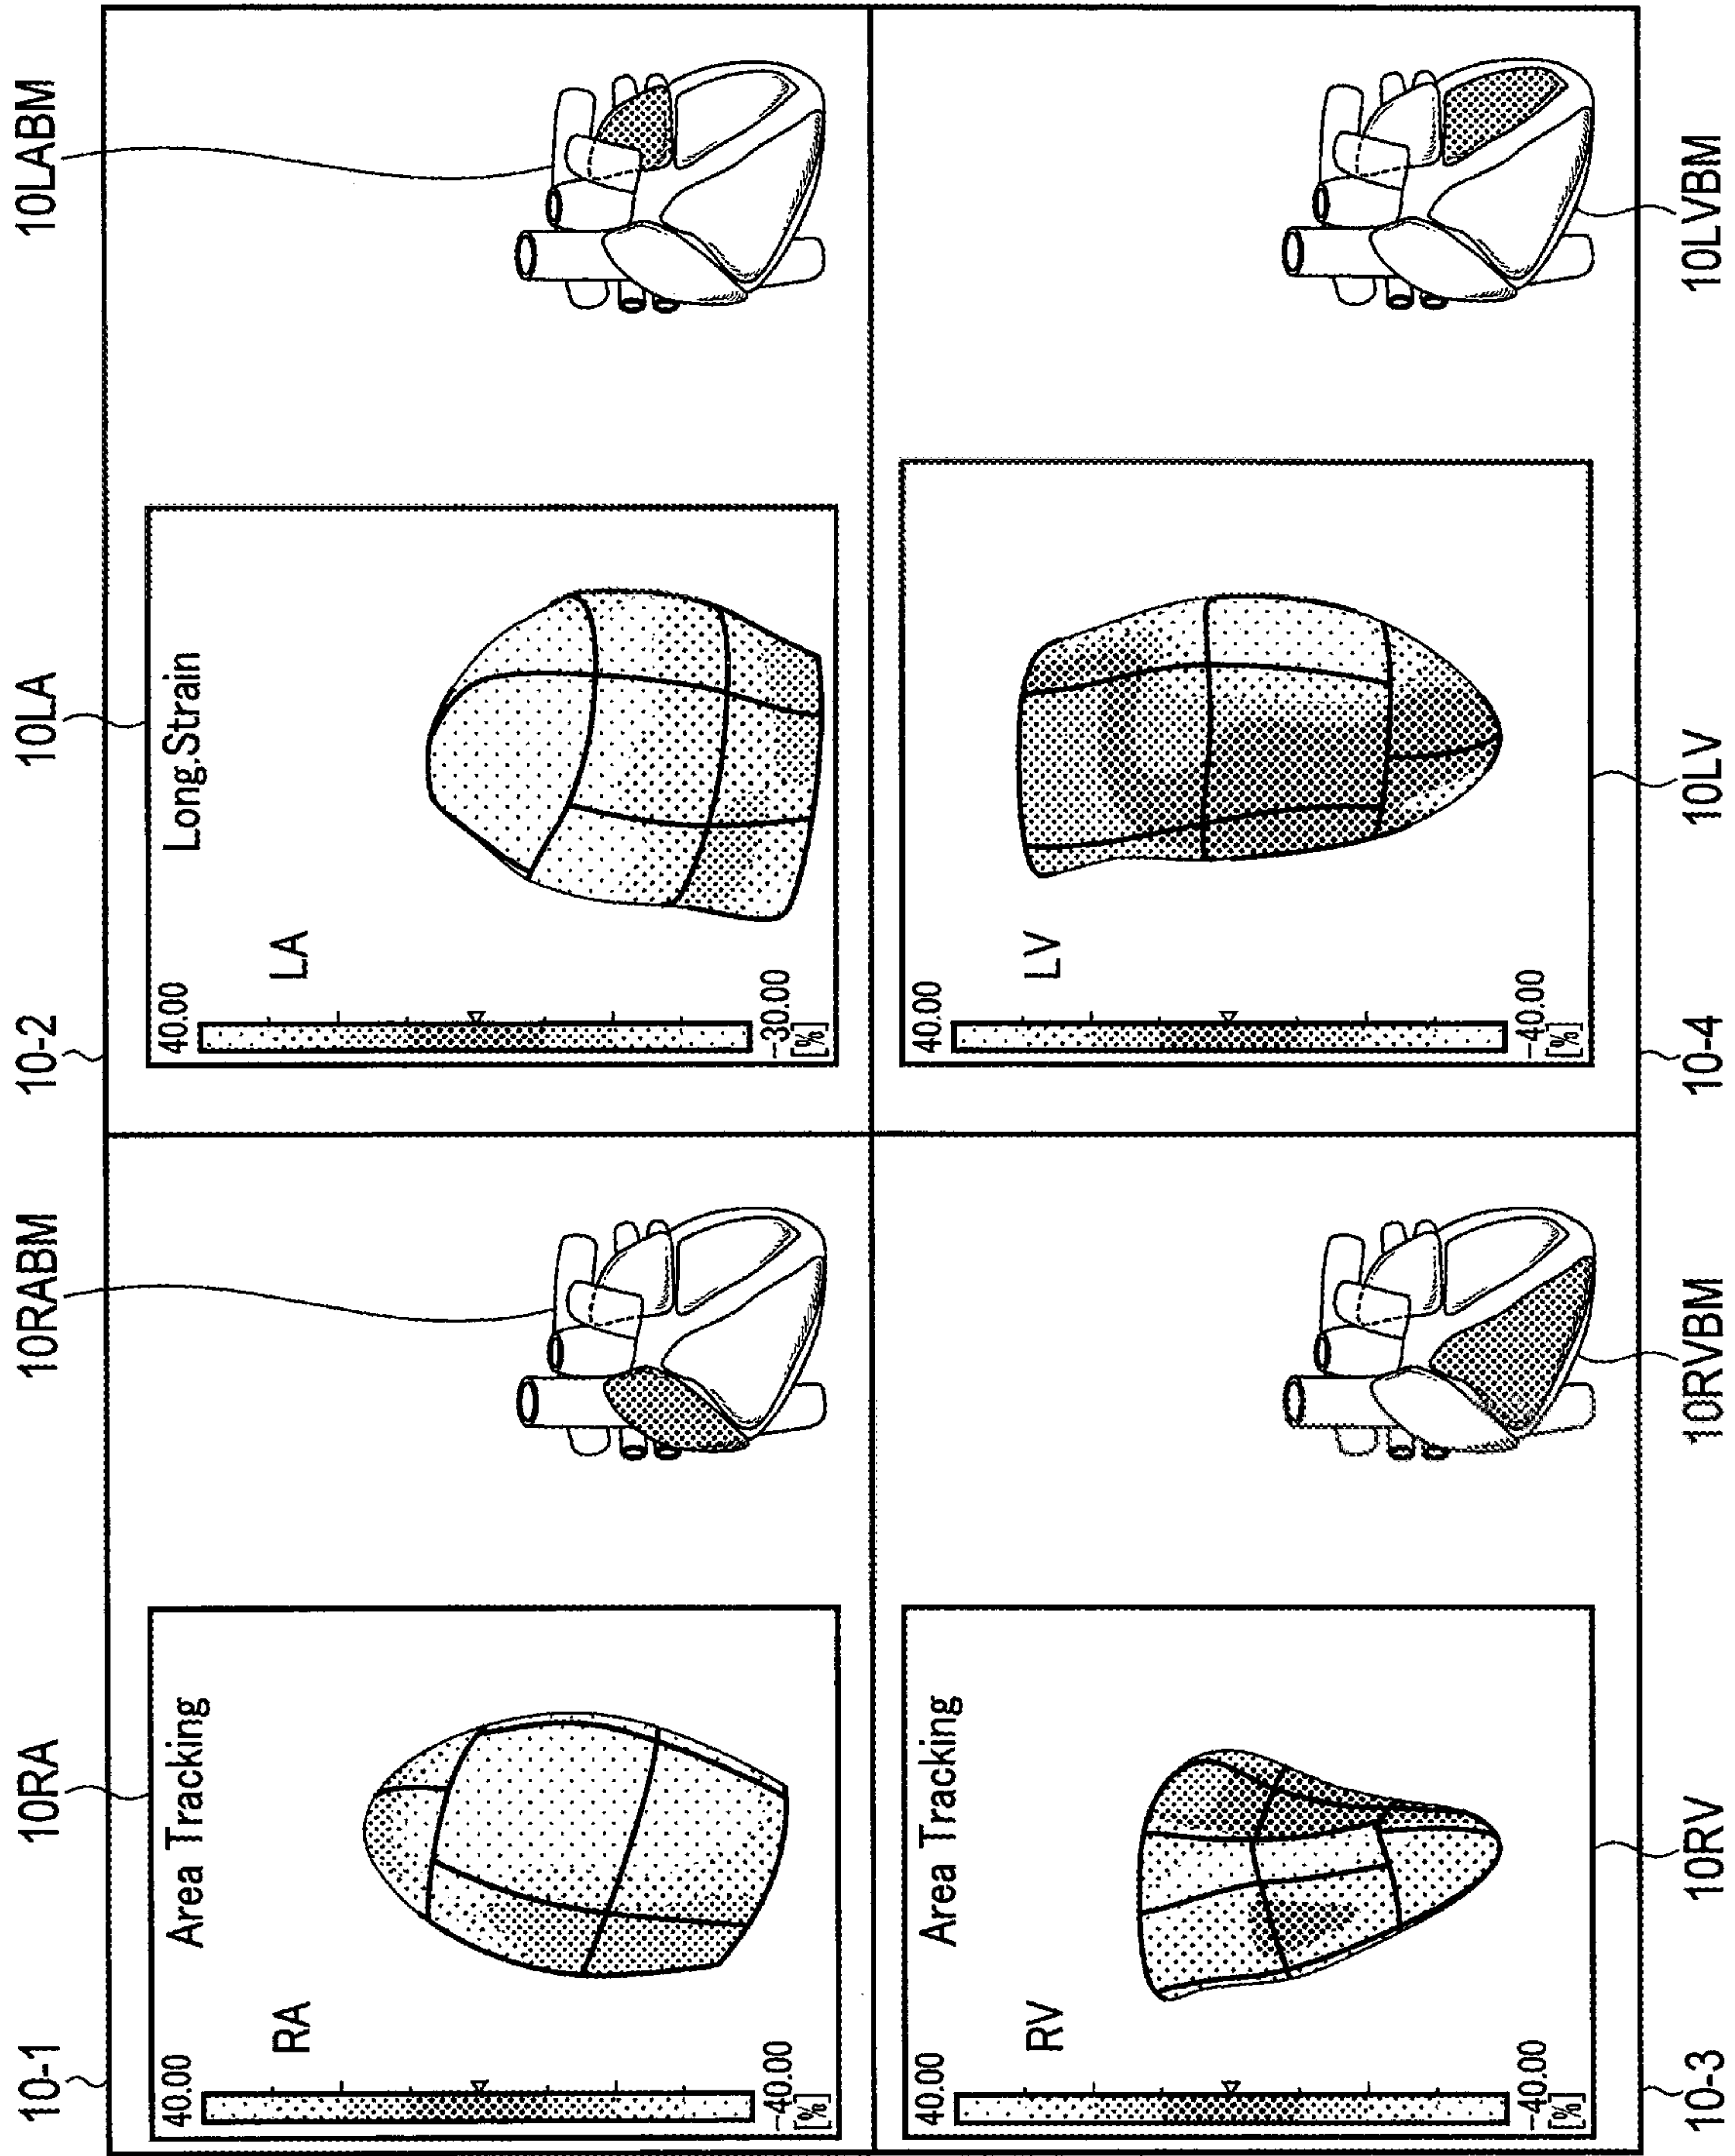 10-1
10RA
10RABM
10-2
10LA
10LABM
40.00
Area Tracking
RA
-40.00
[%]
40.00
Long.Strain
LA
-30.00
[%]
40.00
Area Tracking
RV
-40.00
[%]
40.00
LV
-40.00
[%]
10-3
10RV
10RVBM
10-4
10LV
10LVBM